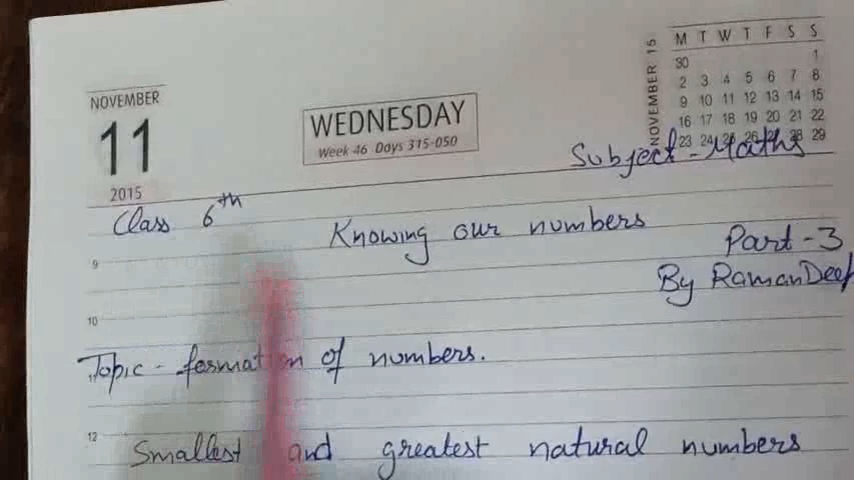 NOVEMBER 15
M T W T F S S
30 1
2 3 4 5 6 7 8
9 10 11 12 13 14 15
16 17 18 19 20 21 22
23 24 25 26 27 28 29
NOVEMBER
11
2015
WEDNESDAY
Week 46 Days 315-050
Subject - Maths
Class 6th
Knowing our numbers
Part - 3
9
By RamanDeep
10
Topic - formation of numbers.
12
Smallest and greatest natural numbers